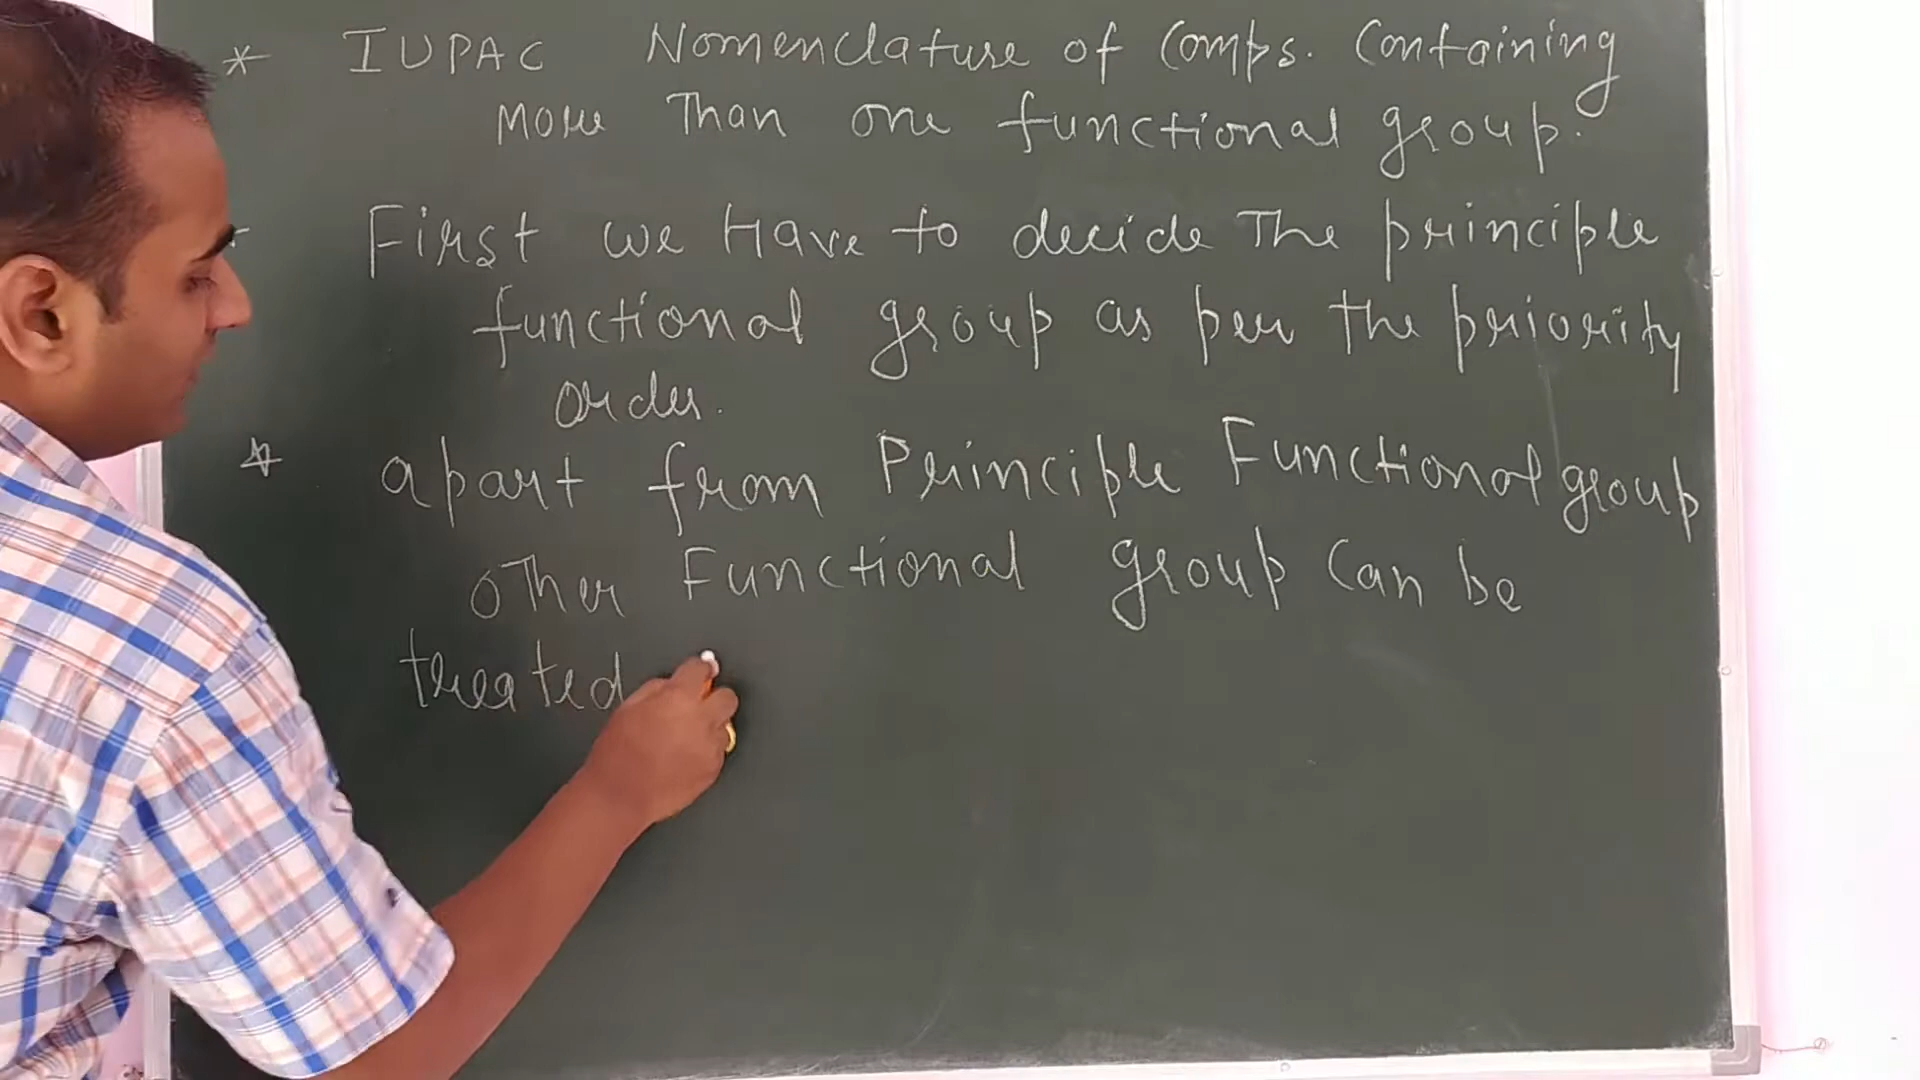 * IUPAC Nomenclature of Comps. Containing
more Than one functional group.
First we Have to decide The principle
functional group as per the priority
order.
* apart from Principle Functional group
other Functional group Can be
treated